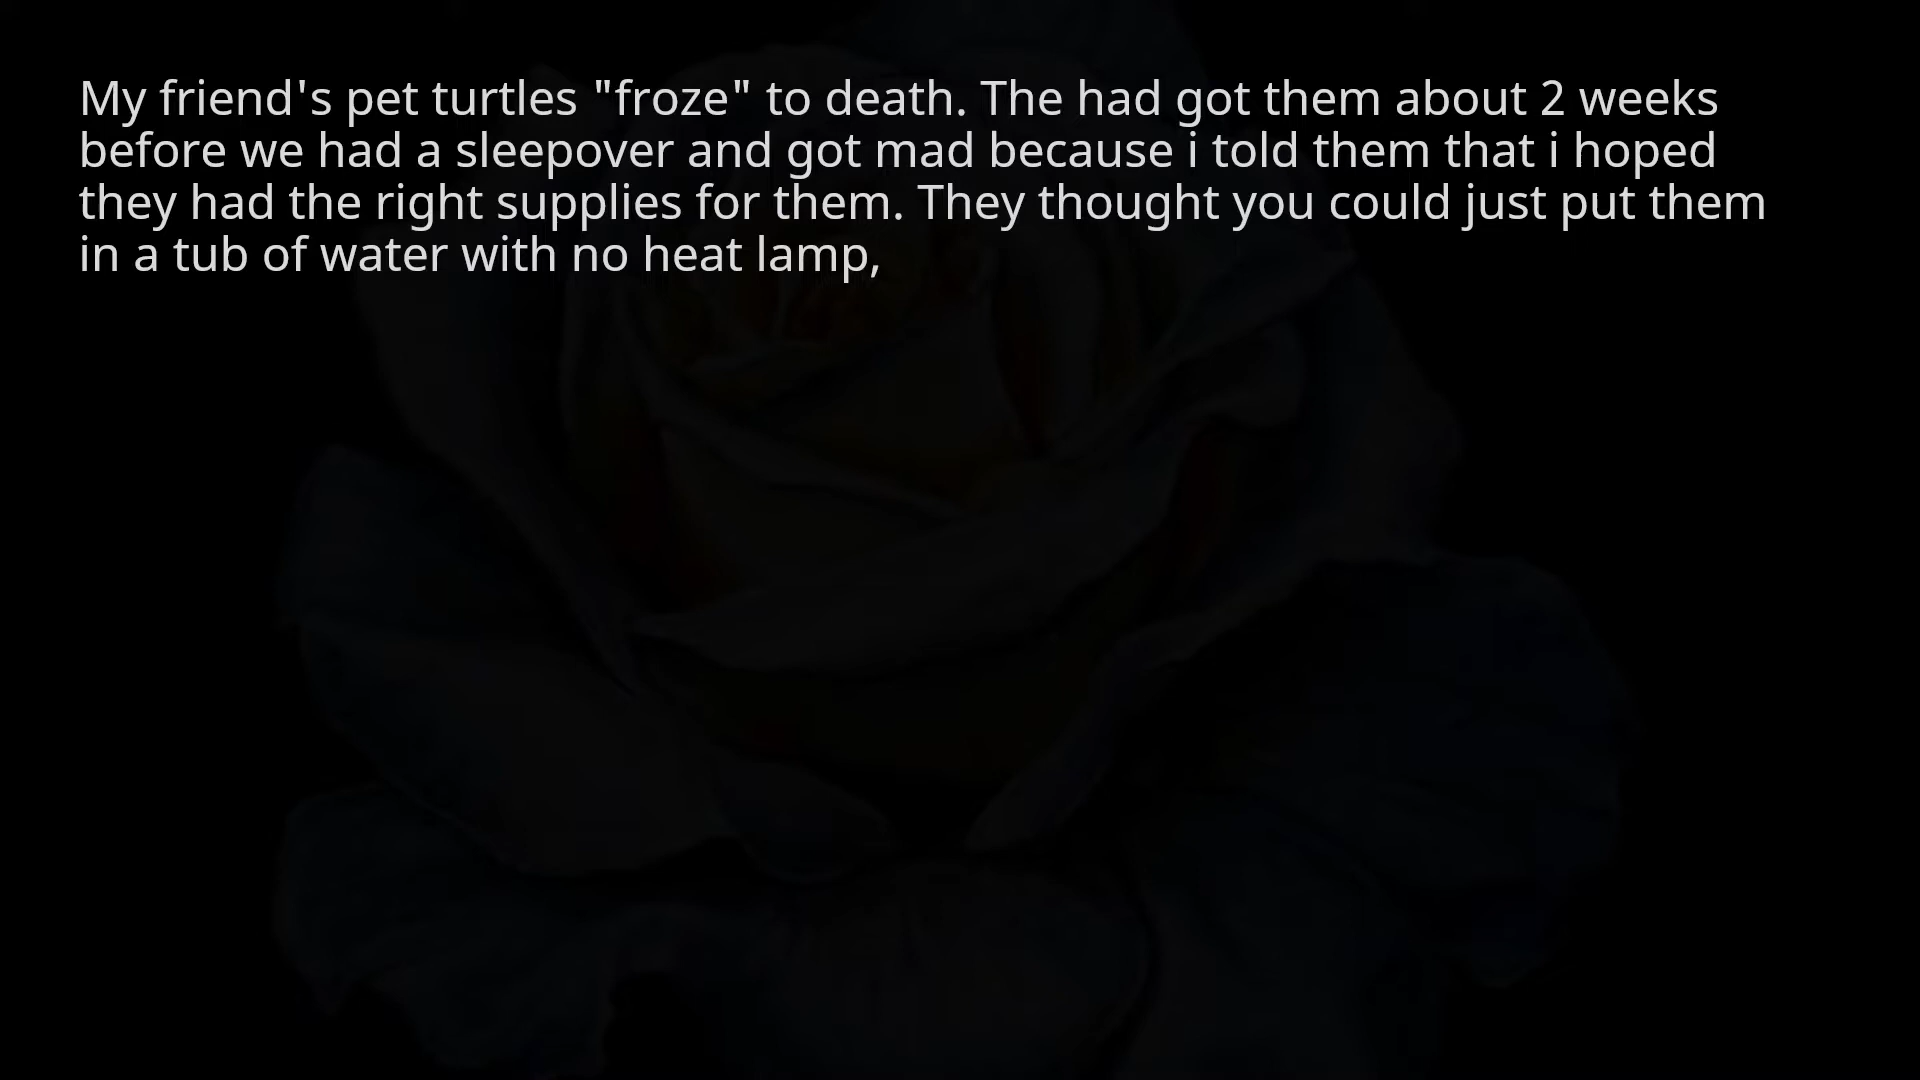 My friend's pet turtles "froze" to death. The had got them about 2 weeks
before we had a sleepover and got mad because i told them that i hoped
they had the right supplies for them. They thought you could just put them
in a tub of water with no heat lamp,